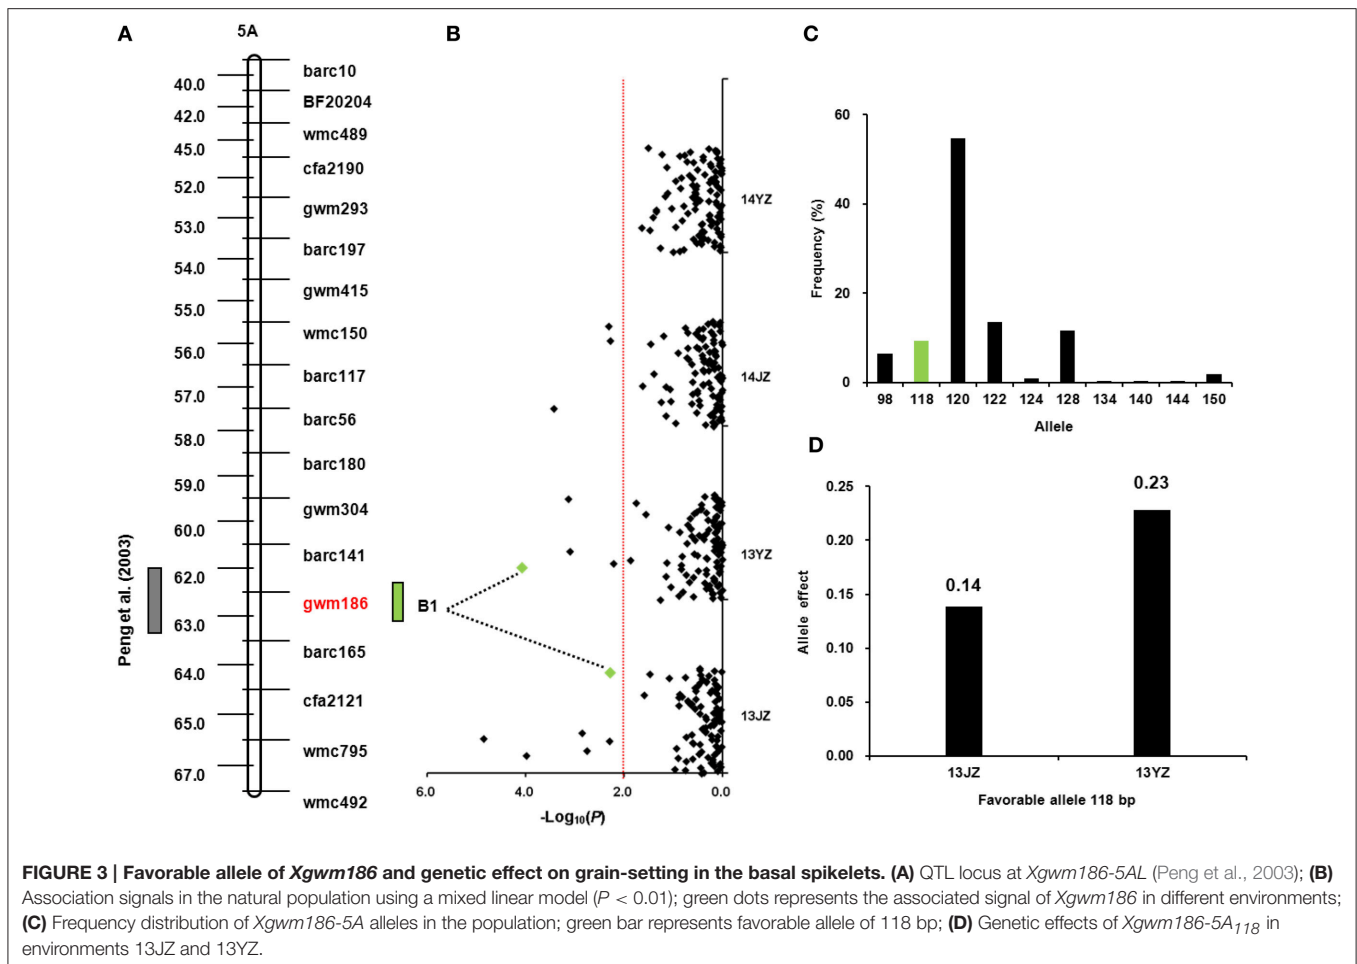 A
5A
40.0
42.0
45.0
52.0
53.0
54.0
55.0
56.0
57.0
58.0
59.0
60.0
62.0
63.0
64.0
65.0
67.0
barc10
BF20204
wmc489
cfa2190
gwm293
barc197
gwm415
wmc150
barc117
barc56
barc180
gwm304
barc141
gwm186
barc165
cfa2121
wmc795
wmc492
Peng et al. (2003)
B
B1
14YZ
14JZ
13YZ
13JZ
6.0 4.0 2.0 0.0
-Log10(P)
C
Frequency (%)
60
40
20
0
98 118 120 122 124 128 134 140 144 150
Allele
D
Allele effect
0.25
0.20
0.15
0.10
0.05
0.00
0.14
0.23
13JZ 13YZ
Favorable allele 118 bp
FIGURE 3 | Favorable allele of Xgwm186 and genetic effect on grain-setting in the basal spikelets. (A) QTL locus at Xgwm186-5AL (Peng et al., 2003); (B)
Association signals in the natural population using a mixed linear model (P < 0.01); green dots represents the associated signal of Xgwm186 in different environments;
(C) Frequency distribution of Xgwm186-5A alleles in the population; green bar represents favorable allele of 118 bp; (D) Genetic effects of Xgwm186-5A118 in
environments 13JZ and 13YZ.